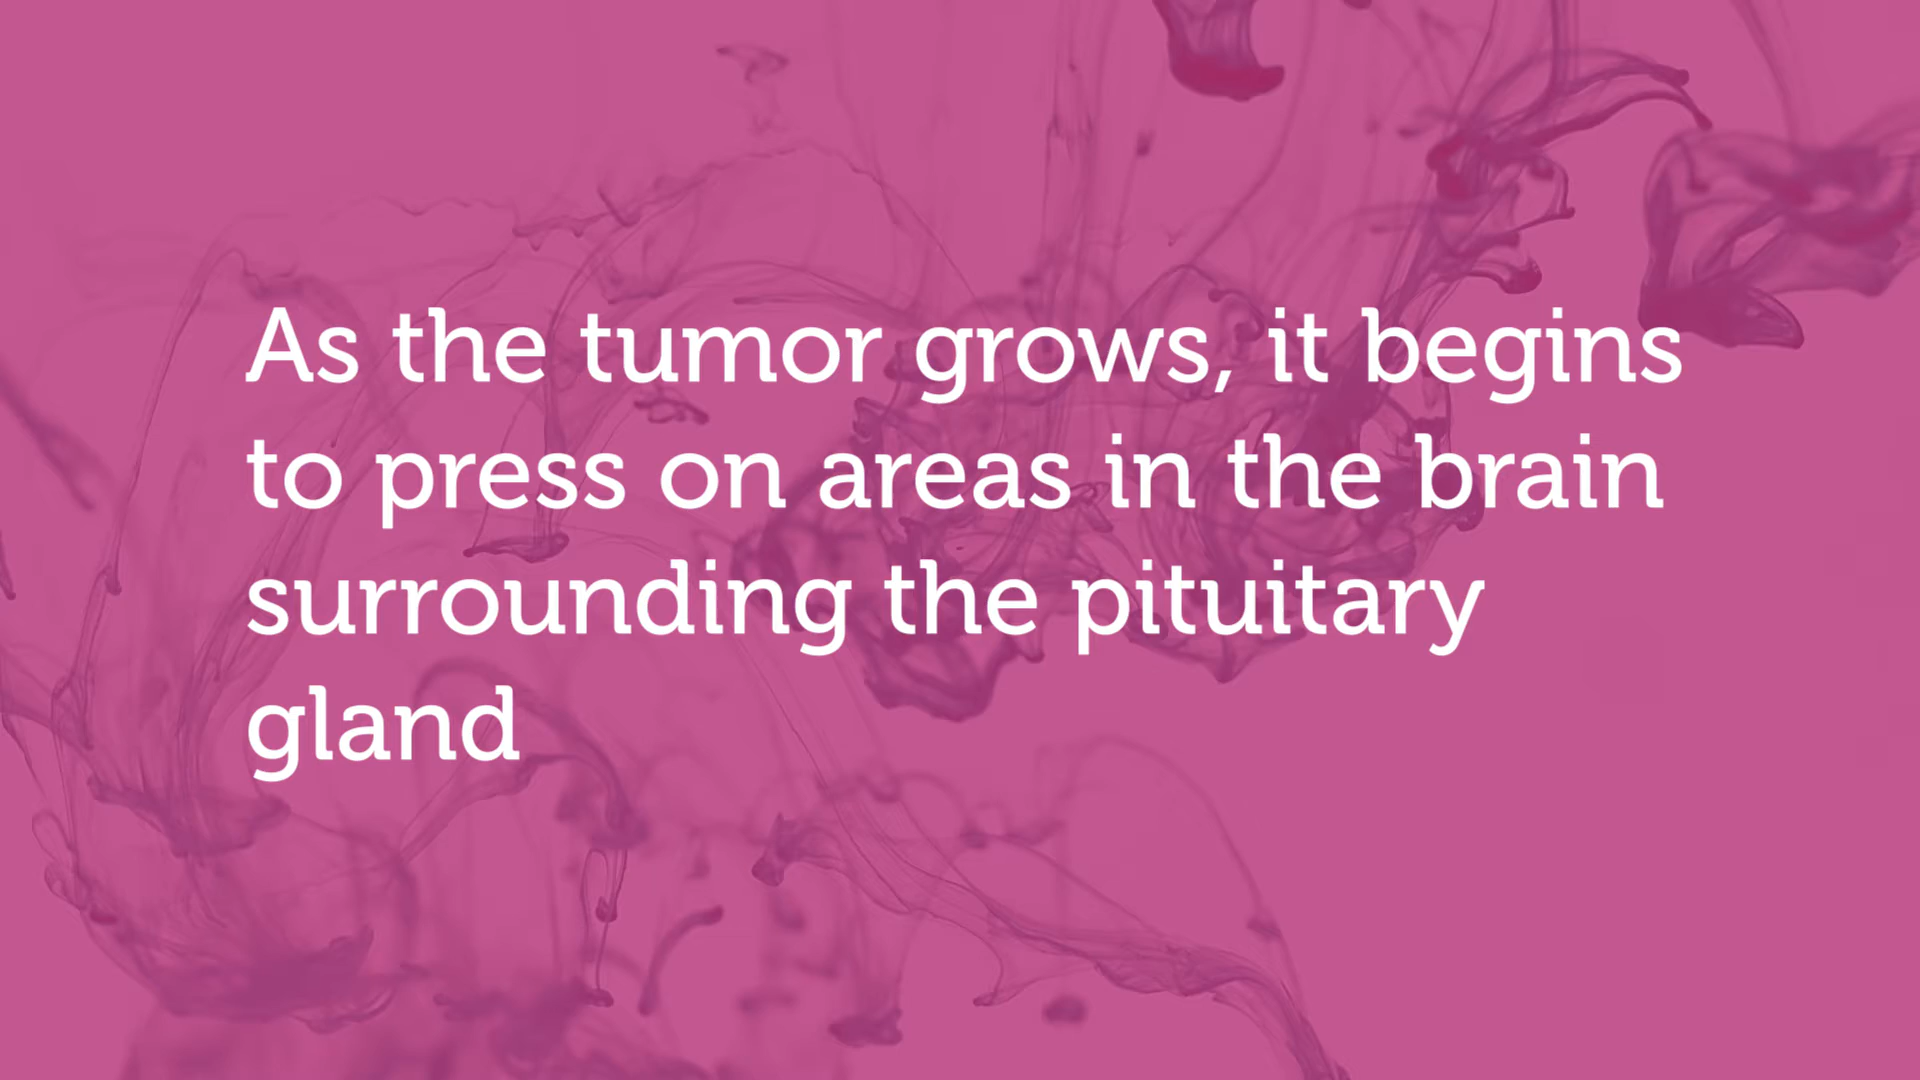 As the tumor grows, it begins
to press on areas in the brain
surrounding the pituitary
gland